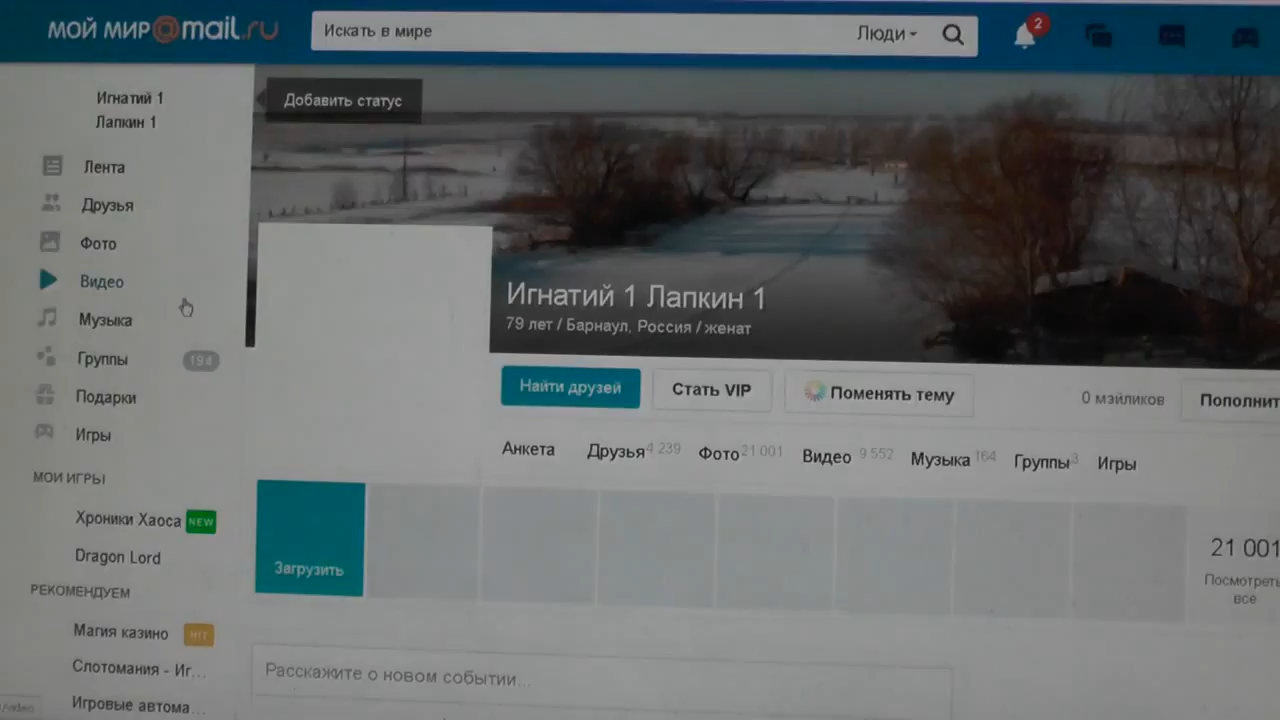 МОЙ МИР@mail.ru
Искать в мире
Люди
2
Игнатий 1
Лапкин 1
Добавить статус
Лента
Друзья
Фото
Видео
Музыка
Группы 194
Подарки
Игры
МОИ ИГРЫ
Хроники Хаоса NEW
Dragon Lord
РЕКОМЕНДУЕМ
Магия казино HIT
Слотомания - Иг...
Игровые автома...
Игнатий 1 Лапкин 1
79 лет / Барнаул, Россия / женат
Найти друзей
Стать VIP
Поменять тему
0 мэйликов
Пополнит
Анкета Друзья 4 239 Фото 21 001 Видео 9 552 Музыка 164 Группы 3 Игры
Загрузить
21 001
Посмотреть
все
Расскажите о новом событии...